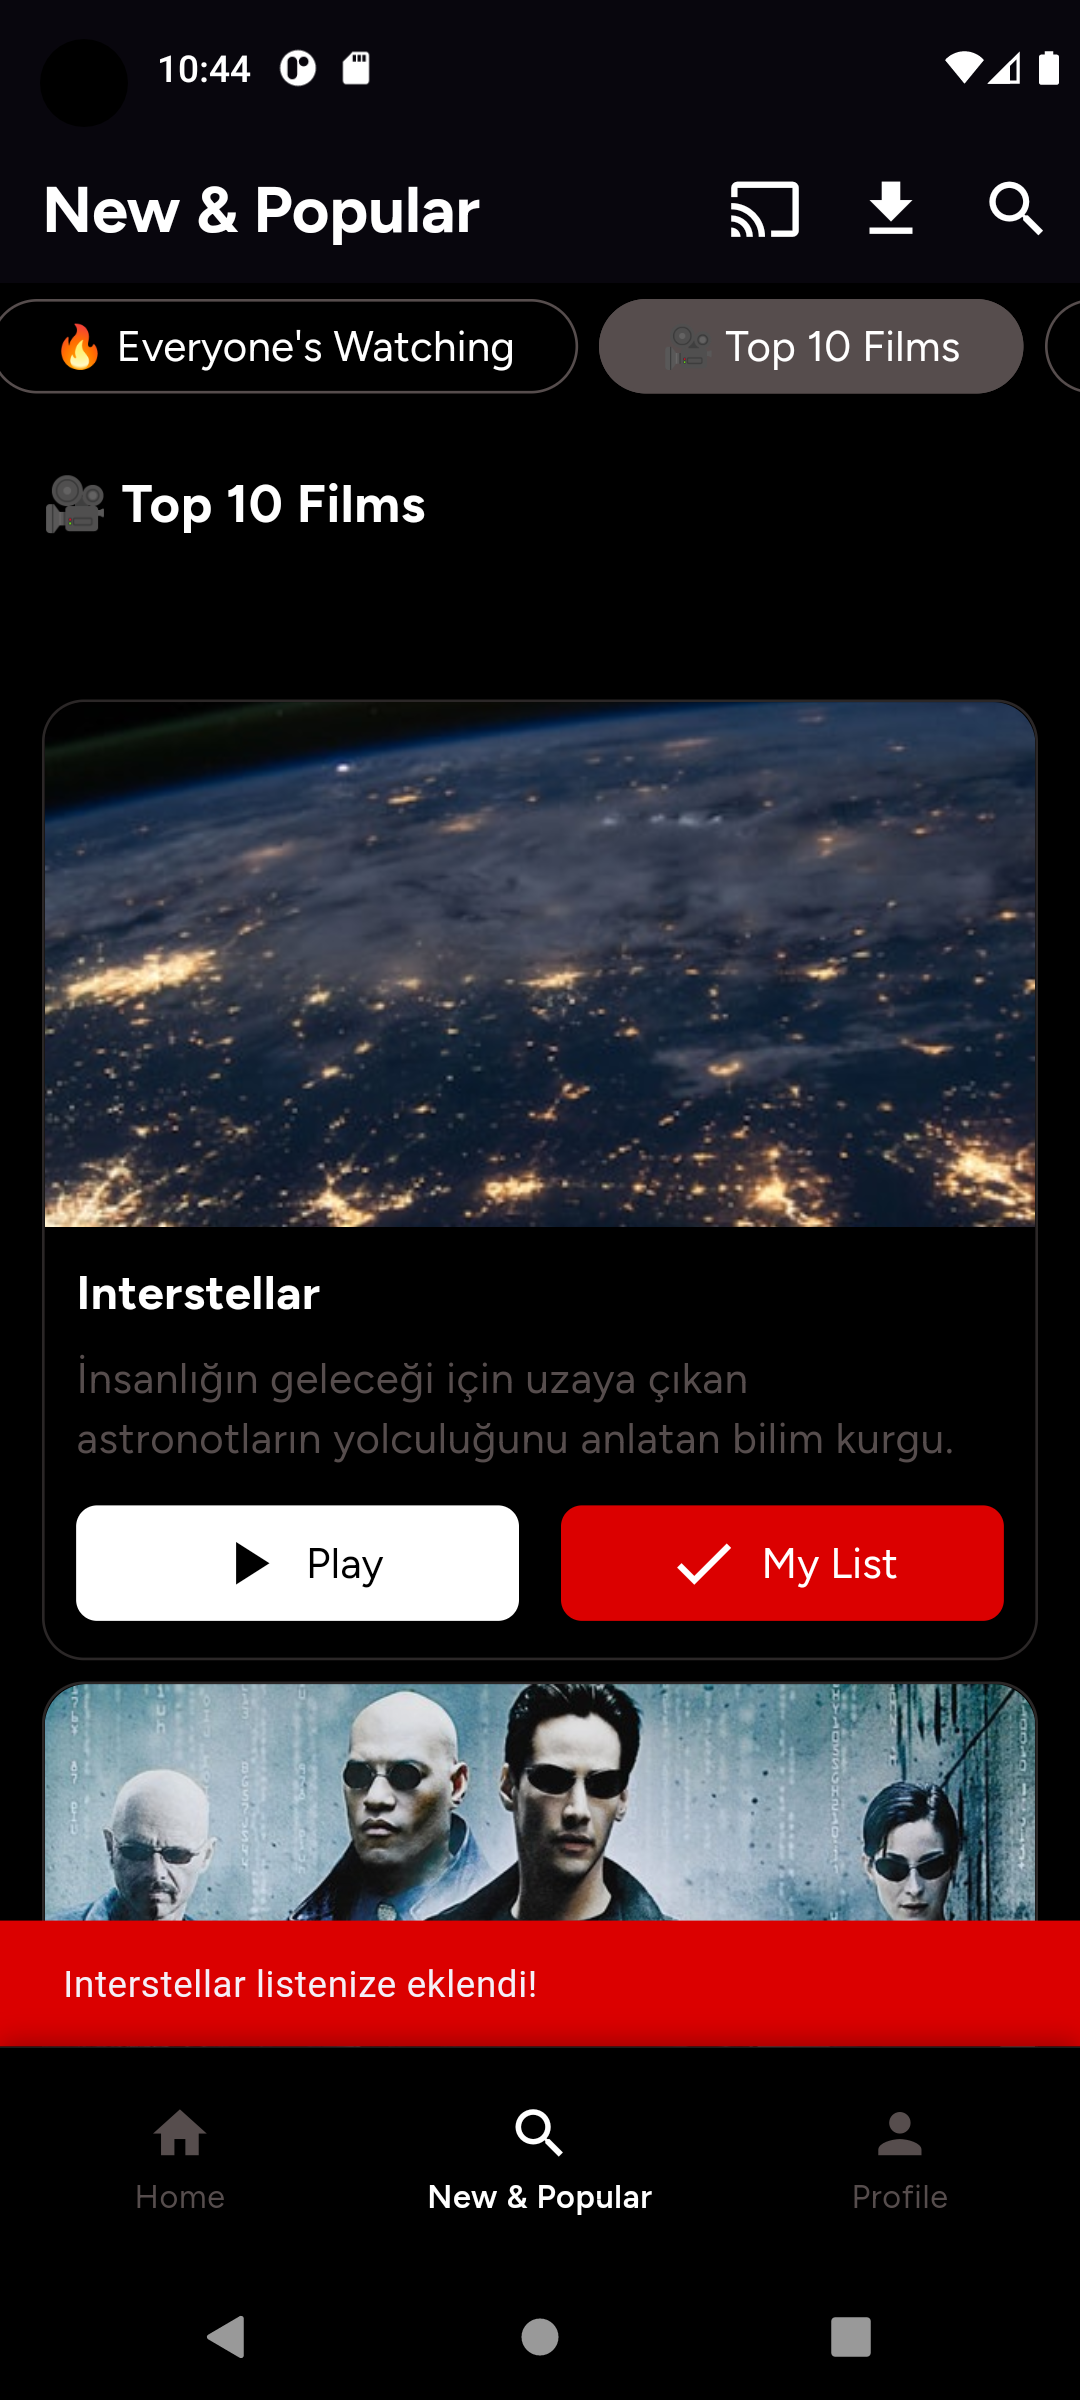 10:44
New & Popular
🔥 Everyone's Watching
🎥 Top 10 Films
🎥 Top 10 Films
Interstellar
İnsanlığın geleceği için uzaya çıkan
astronotların yolculuğunu anlatan bilim kurgu.
Play
My List
Interstellar listenize eklendi!
Home
New & Popular
Profile